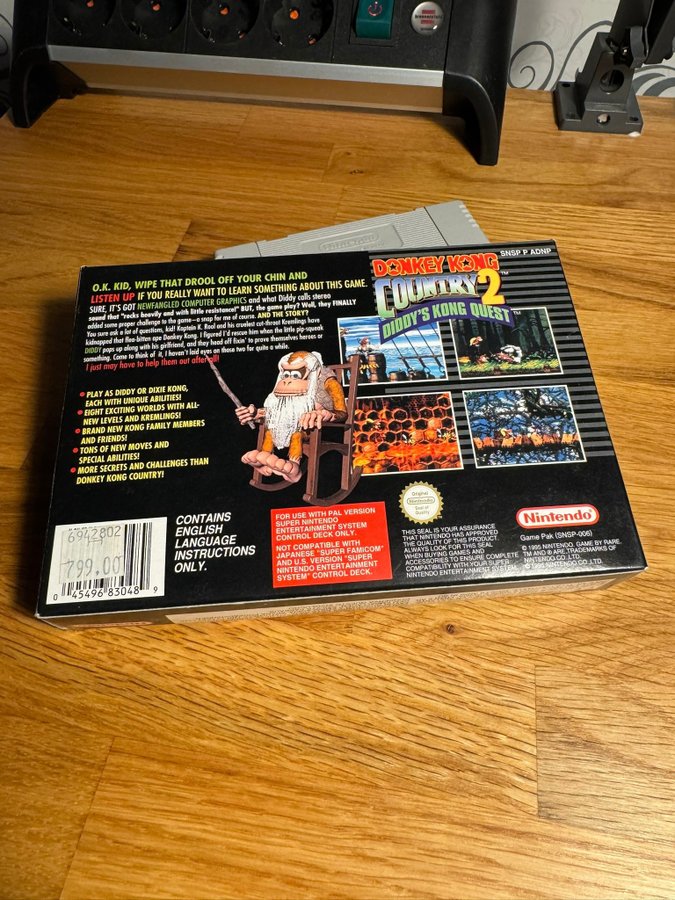 SNSP P ADNP
DONKEY KONG
COUNTRY 2™
DIDDY'S KONG QUEST™
O.K. KID, WIPE THAT DROOL OFF YOUR CHIN AND
LISTEN UP IF YOU REALLY WANT TO LEARN SOMETHING ABOUT THIS GAME.
SURE, IT'S GOT NEWFANGLED COMPUTER GRAPHICS and what Diddy calls stereo
sound that "rocks heavily and with little resistence!" BUT, the game play? Well, they FINALLY
added some proper challenge to the game—a snap for me of course. AND THE STORY?
You sure ask a lot of questions, kid! Kaptain K. Rool and his cruelest cut-throat Kremlings have
kidnapped that flea-bitten ape Donkey Kong. I figured I'd rescue him when the little pip-squeak
DIDDY pops up along with his girlfriend, and they head off fixin' to prove themselves heroes or
something. Come to think of it, I haven't laid eyes on those two for quite a while.
I just may have to help them out after all!
• PLAY AS DIDDY OR DIXIE KONG,
EACH WITH UNIQUE ABILITIES!
• EIGHT EXCITING WORLDS WITH ALL-
NEW LEVELS AND KREMLINGS!
• BRAND NEW KONG FAMILY MEMBERS
AND FRIENDS!
• TONS OF NEW MOVES AND
SPECIAL ABILITIES!
• MORE SECRETS AND CHALLENGES THAN
DONKEY KONG COUNTRY!
6942802
799.00
0 45496 83048 9
CONTAINS
ENGLISH
LANGUAGE
INSTRUCTIONS
ONLY.
FOR USE WITH PAL VERSION
SUPER NINTENDO
ENTERTAINMENT SYSTEM
CONTROL DECK ONLY.
NOT COMPATIBLE WITH
JAPANESE "SUPER FAMICOM"
AND U.S. VERSION "SUPER
NINTENDO ENTERTAINMENT
SYSTEM" CONTROL DECK.
Original
Nintendo
Seal of
Quality
THIS SEAL IS YOUR ASSURANCE
THAT NINTENDO HAS APPROVED
THE QUALITY OF THIS PRODUCT.
ALWAYS LOOK FOR THIS SEAL
WHEN BUYING GAMES AND
ACCESSORIES TO ENSURE COMPLETE
COMPATIBILITY WITH YOUR SUPER
NINTENDO ENTERTAINMENT SYSTEM.
Nintendo
Game Pak (SNSP-006)
© 1995 NINTENDO. GAME BY RARE.
TM AND ® ARE TRADEMARKS OF
NINTENDO CO. LTD.
© 1995 NINTENDO CO. LTD.